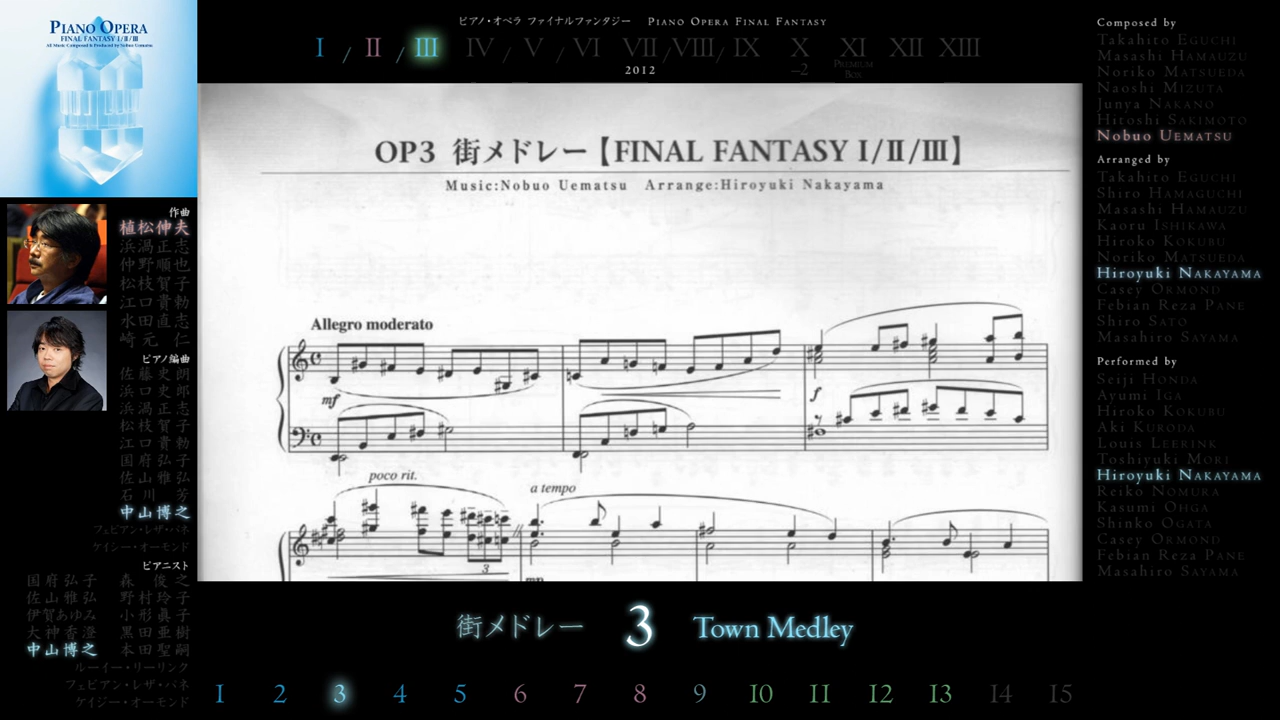 PIANO OPERA
FINAL FANTASY I/II/III
All Music Composed & Produced by Nobuo Uematsu
ピアノ・オペラ ファイナルファンタジー PIANO OPERA FINAL FANTASY
I / II / III IV / V / VI VII / VIII / IX X–2 XI PREMIUM BOX XII XIII
2012
OP3 街メドレー【FINAL FANTASY I/II/III】
Music:Nobuo Uematsu Arrange:Hiroyuki Nakayama
Allegro moderato
mf
f
f
poco rit.
a tempo
3
mp
作曲
植松伸夫
浜渦正志
仲野順也
松枝賀子
江口貴勅
水田直志
崎元 仁
ピアノ編曲
佐藤史朗
浜口史郎
浜渦正志
松枝賀子
江口貴勅
国府弘子
佐山雅弘
石川 芳
中山博之
フェビアン・レザ・パネ
ケイシー・オーモンド
ピアニスト
国府弘子 森 俊之
佐山雅弘 野村玲子
伊賀あゆみ 小形眞子
大神香澄 黒田亜樹
中山博之 本田聖嗣
ルーイー・リーリンク
フェビアン・レザ・パネ
ケイジー・オーモンド
Composed by
TAKAHITO EGUCHI
MASASHI HAMAUZU
NORIKO MATSUEDA
NAOSHI MIZUTA
JUNYA NAKANO
HITOSHI SAKIMOTO
NOBUO UEMATSU
Arranged by
TAKAHITO EGUCHI
SHIRO HAMAGUCHI
MASASHI HAMAUZU
KAORU ISHIKAWA
HIROKO KOKUBU
NORIKO MATSUEDA
HIROYUKI NAKAYAMA
CASEY ORMOND
FEBIAN REZA PANE
SHIRO SATO
MASAHIRO SAYAMA
Performed by
SEIJI HONDA
AYUMI IGA
HIROKO KOKUBU
AKI KURODA
LOUIS LEERINK
TOSHIYUKI MORI
HIROYUKI NAKAYAMA
REIKO NOMURA
KASUMI OHGA
SHINKO OGATA
CASEY ORMOND
FEBIAN REZA PANE
MASAHIRO SAYAMA
街メドレー 3 Town Medley
1 2 3 4 5 6 7 8 9 10 11 12 13 14 15